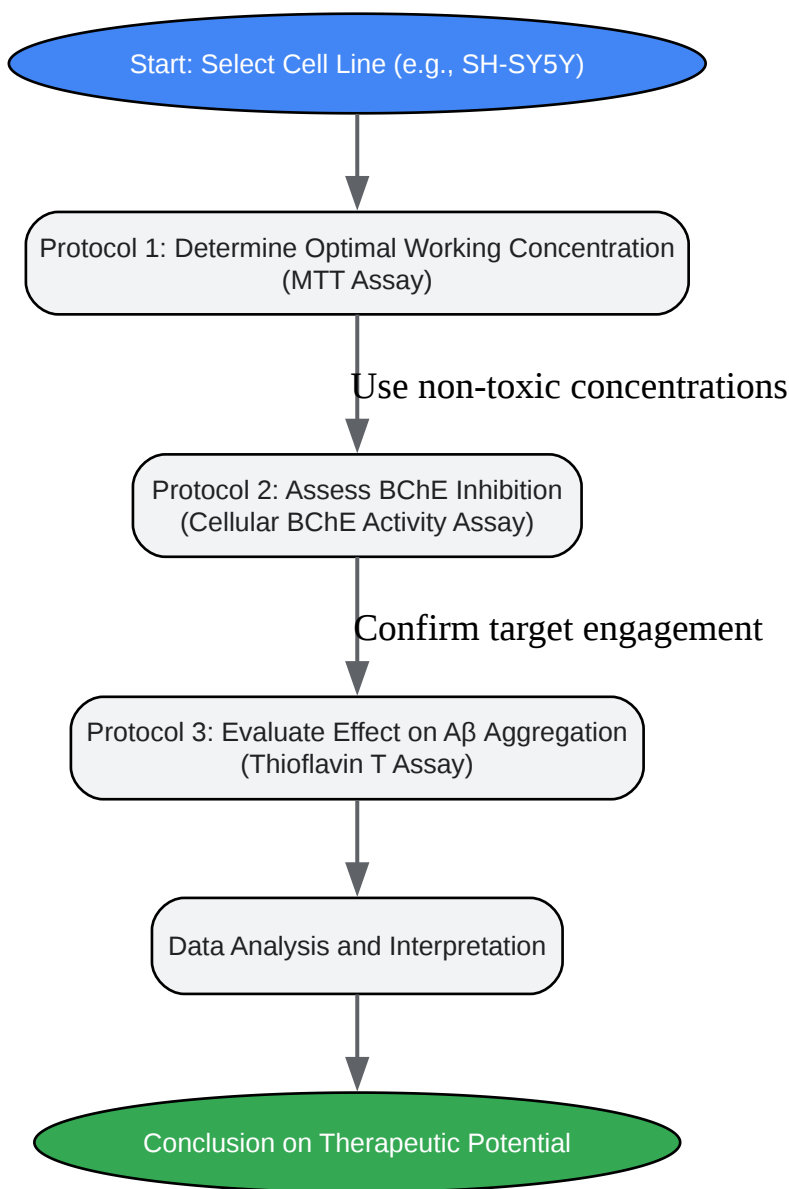 Start: Select Cell Line (e.g., SH-SY5Y)
Protocol 1: Determine Optimal Working Concentration
(MTT Assay)
Use non-toxic concentrations
Protocol 2: Assess BChE Inhibition
(Cellular BChE Activity Assay)
Confirm target engagement
Protocol 3: Evaluate Effect on Aβ Aggregation
(Thioflavin T Assay)
Data Analysis and Interpretation
Conclusion on Therapeutic Potential